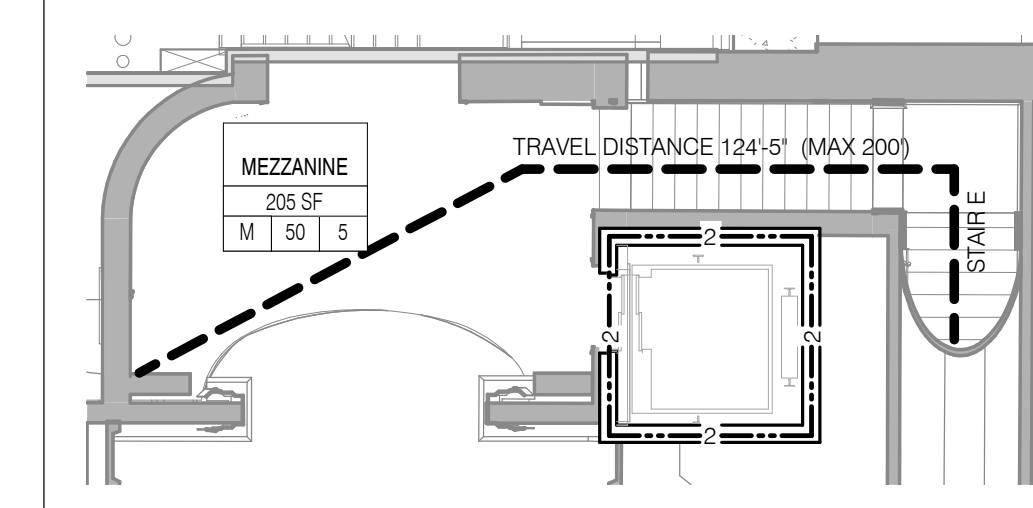 TRAVEL DISTANCE 124'-5" (MAX 200')
MEZZANINE
205 SF
M 50 5
STAIR E
2
2
2
2